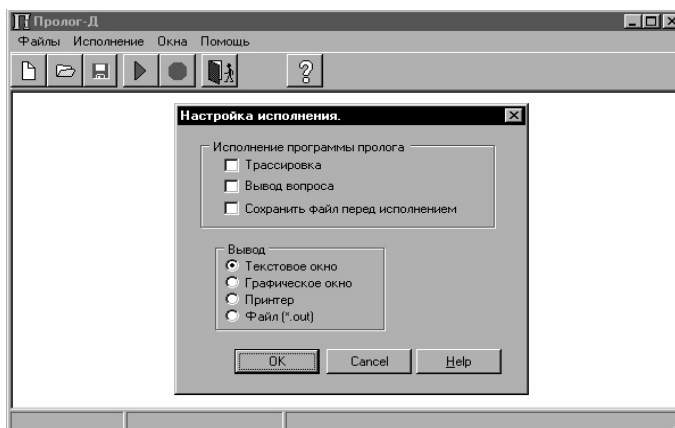 Пролог-Д
Файлы Исполнение Окна Помощь
?
Настройка исполнения.
Исполнение программы пролога
Трассировка
Вывод вопроса
Сохранить файл перед исполнением
Вывод
Текстовое окно
Графическое окно
Принтер
Файл (*.out)
OK Cancel Help